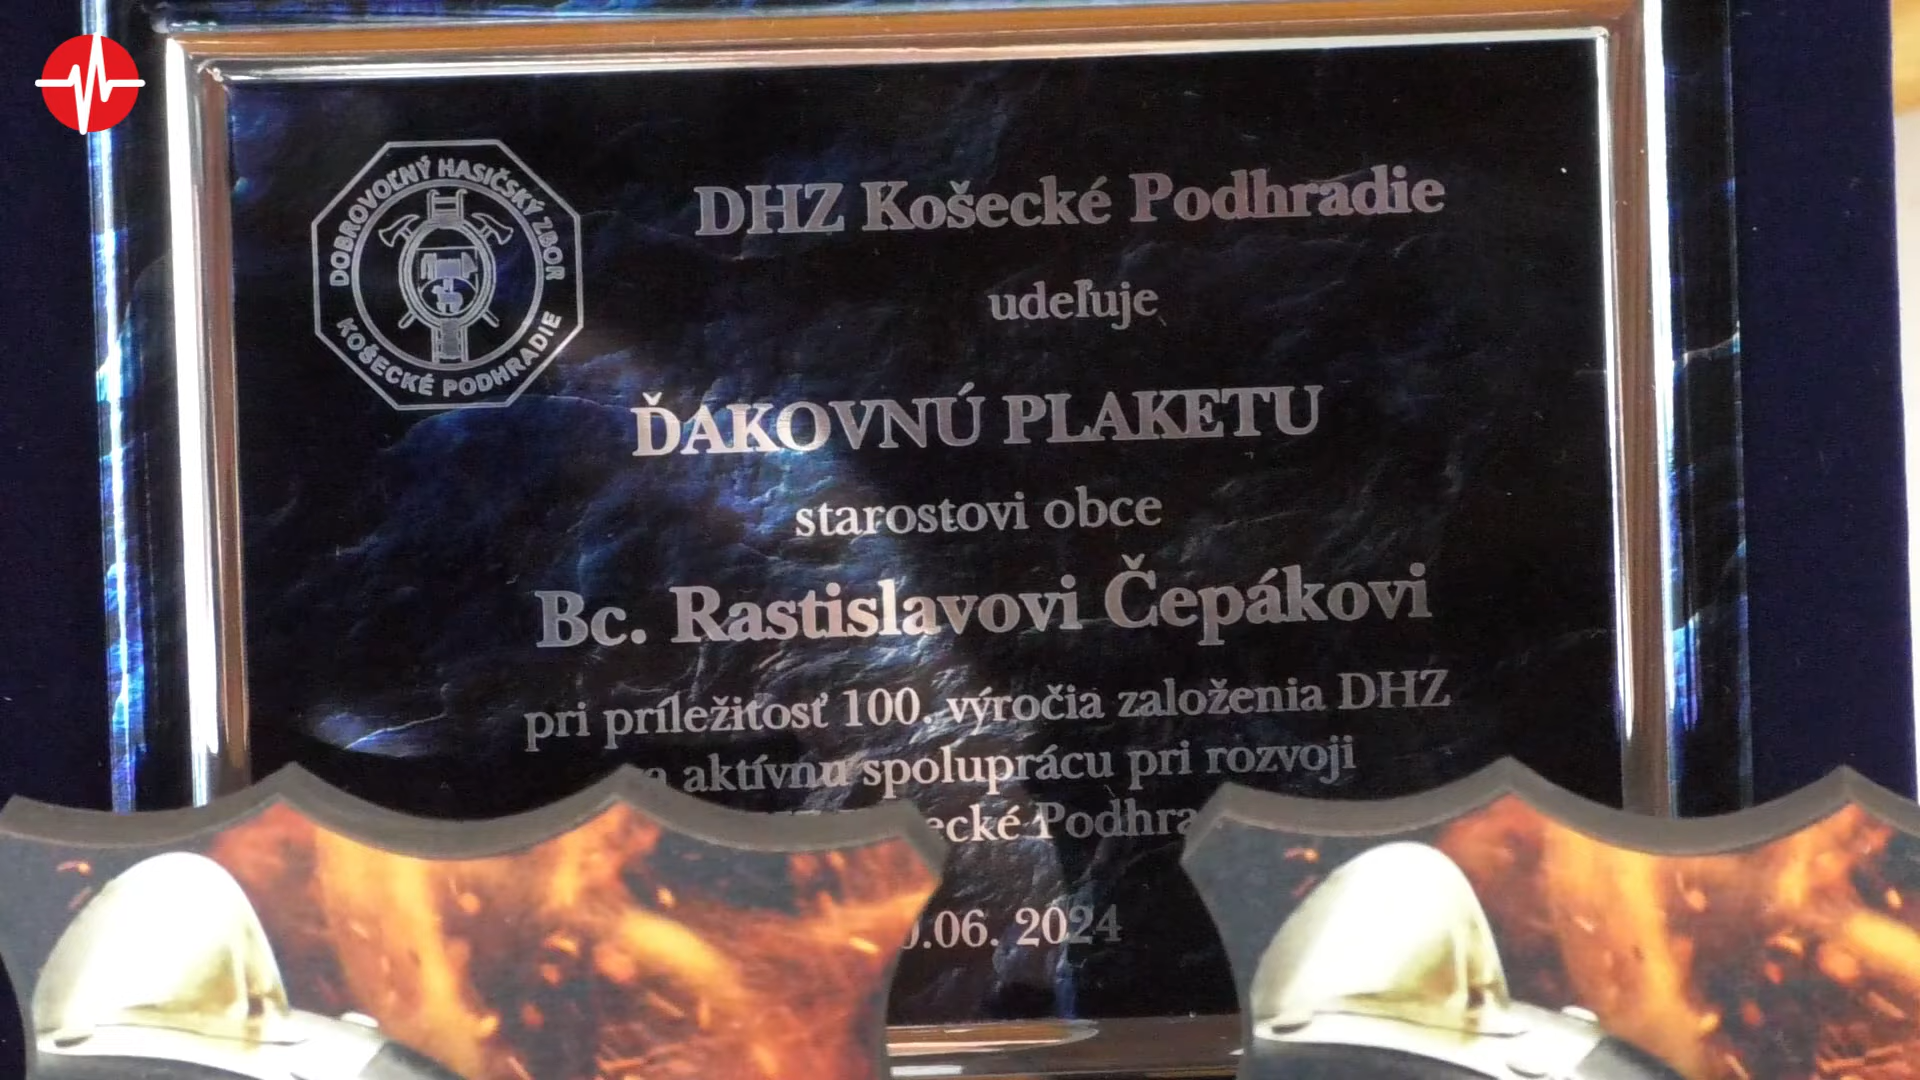 DOBROVOĽNÝ HASIČSKÝ ZBOR
KOŠECKÉ PODHRADIE
DHZ Košecké Podhradie
udeľuje
ĎAKOVNÚ PLAKETU
starostovi obce
Bc. Rastislavovi Čepákovi
pri príležitosť 100. výročia založenia DHZ
aktívnu spoluprácu pri rozvoji
.06. 2024